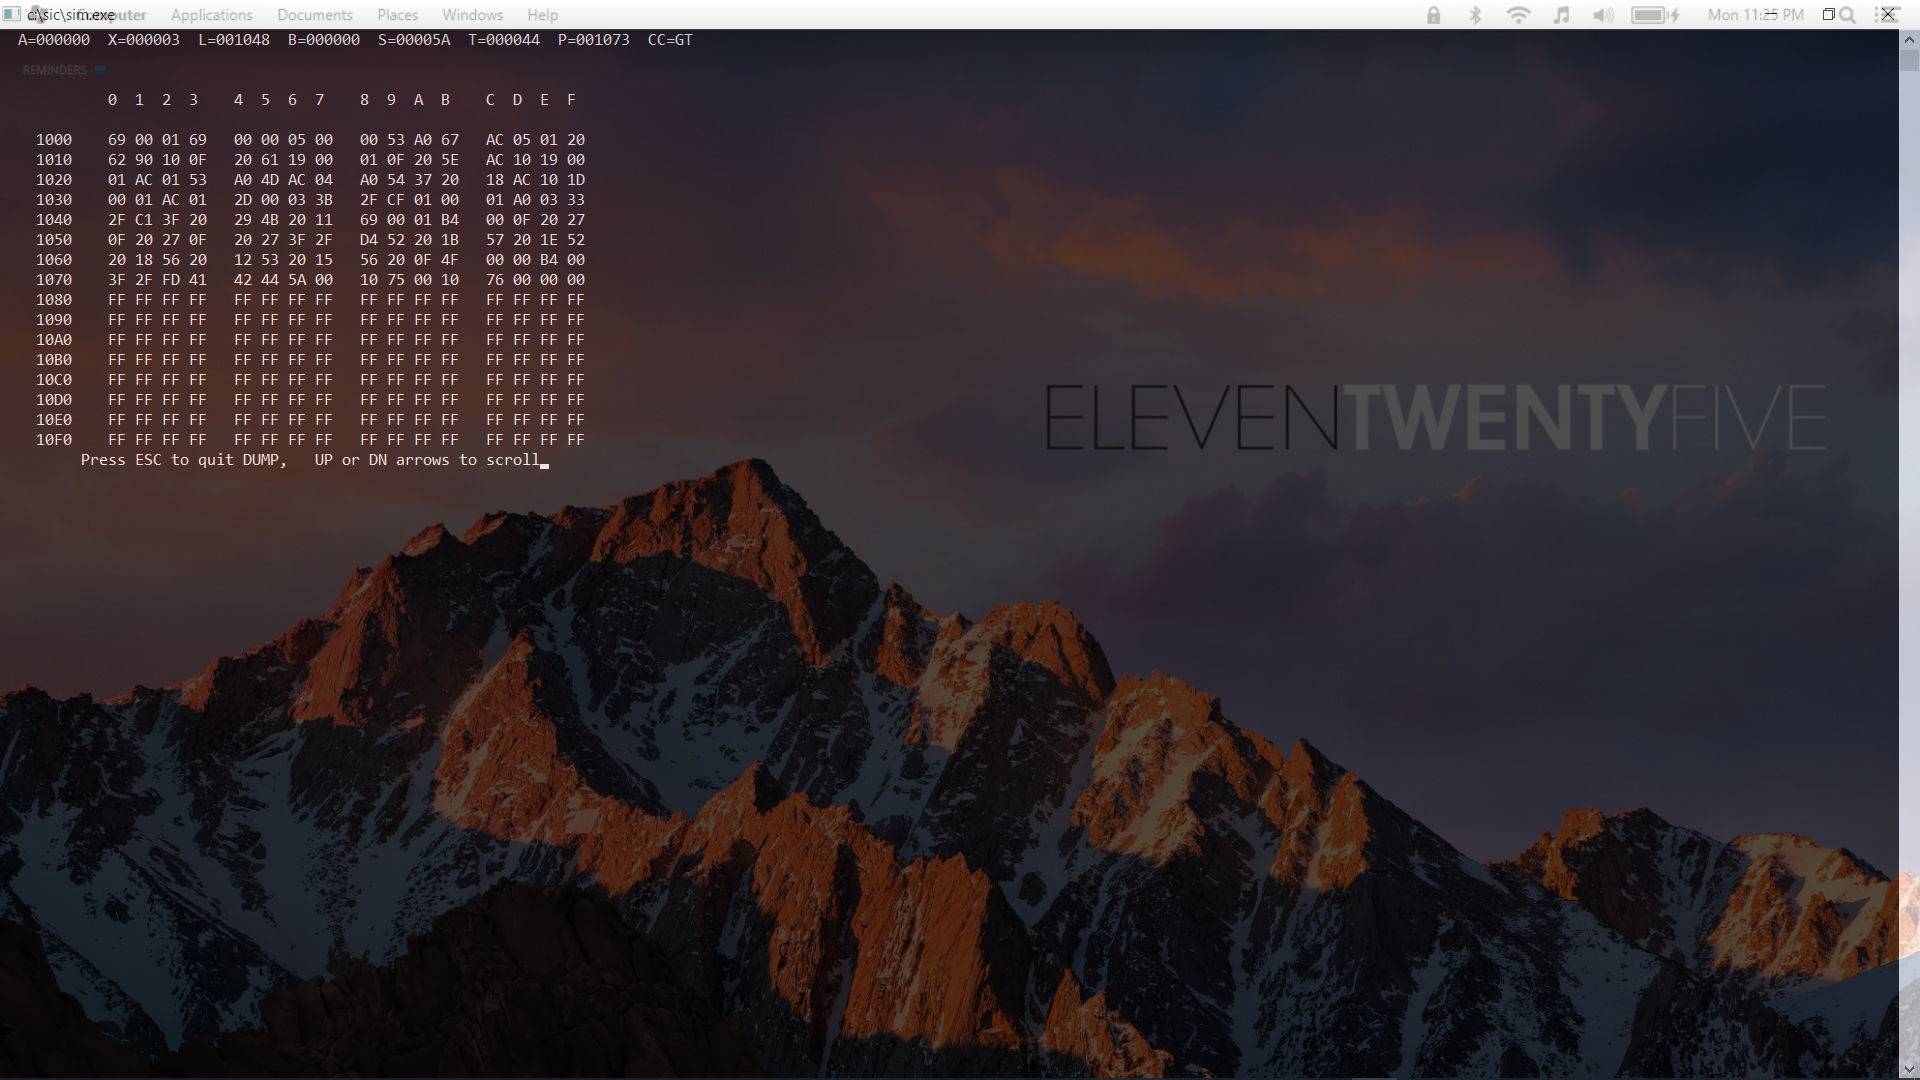 c:\sic\sim.exe Computer Applications Documents Places Windows Help Mon 11:25 PM
A=000000 X=000003 L=001048 B=000000 S=00005A T=000044 P=001073 CC=GT
REMINDERS
0 1 2 3 4 5 6 7 8 9 A B C D E F
1000 69 00 01 69 00 00 05 00 00 53 A0 67 AC 05 01 20
1010 62 90 10 0F 20 61 19 00 01 0F 20 5E AC 10 19 00
1020 01 AC 01 53 A0 4D AC 04 A0 54 37 20 18 AC 10 1D
1030 00 01 AC 01 2D 00 03 3B 2F CF 01 00 01 A0 03 33
1040 2F C1 3F 20 29 4B 20 11 69 00 01 B4 00 0F 20 27
1050 0F 20 27 0F 20 27 3F 2F D4 52 20 1B 57 20 1E 52
1060 20 18 56 20 12 53 20 15 56 20 0F 4F 00 00 B4 00
1070 3F 2F FD 41 42 44 5A 00 10 75 00 10 76 00 00 00
1080 FF FF FF FF FF FF FF FF FF FF FF FF FF FF FF FF
1090 FF FF FF FF FF FF FF FF FF FF FF FF FF FF FF FF
10A0 FF FF FF FF FF FF FF FF FF FF FF FF FF FF FF FF
10B0 FF FF FF FF FF FF FF FF FF FF FF FF FF FF FF FF
10C0 FF FF FF FF FF FF FF FF FF FF FF FF FF FF FF FF
10D0 FF FF FF FF FF FF FF FF FF FF FF FF FF FF FF FF
10E0 FF FF FF FF FF FF FF FF FF FF FF FF FF FF FF FF
10F0 FF FF FF FF FF FF FF FF FF FF FF FF FF FF FF FF
ELEVENTWENTYFIVE
Press ESC to quit DUMP, UP or DN arrows to scroll